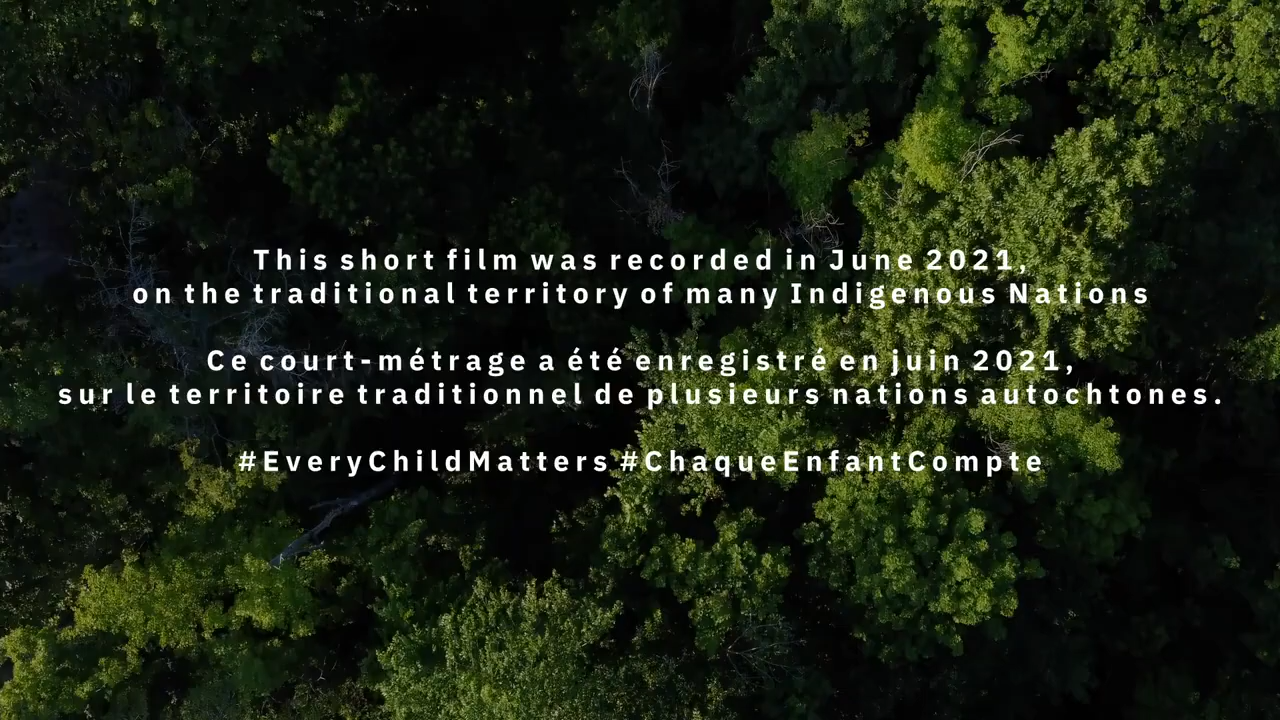 This short film was recorded in June 2021,
on the traditional territory of many Indigenous Nations
Ce court-métrage a été enregistré en juin 2021,
sur le territoire traditionnel de plusieurs nations autochtones.
#EveryChildMatters #ChaqueEnfantCompte